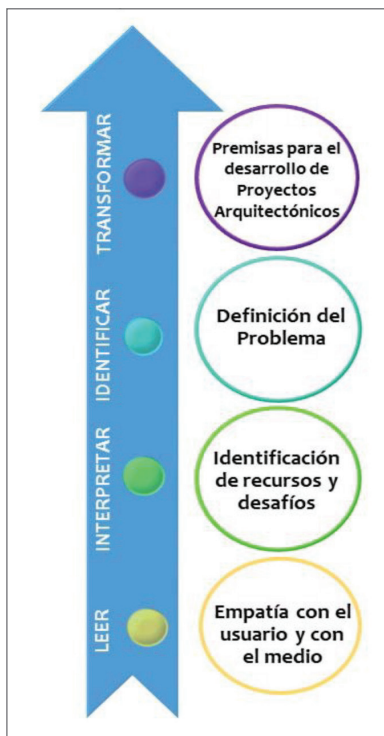 TRANSFORMAR
Premisas para el
desarrollo de
Proyectos
Arquitectónicos
IDENTIFICAR
Definición del
Problema
INTERPRETAR
Identificación
de recursos y
desafíos
LEER
Empatía con el
usuario y con
el medio